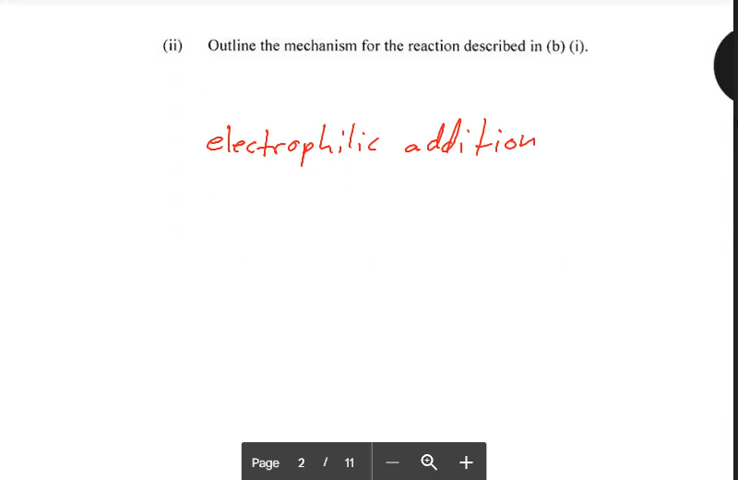 (ii) Outline the mechanism for the reaction described in (b) (i).
electrophilic addition
Page 2 / 11 — +